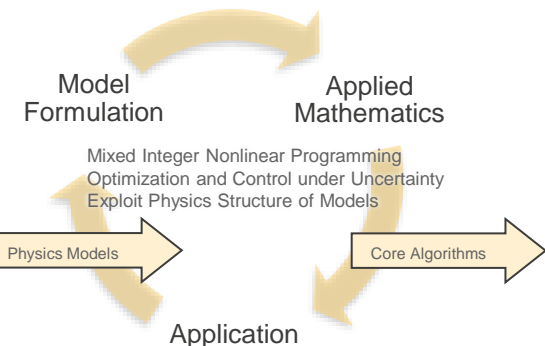 Model
Formulation
Applied
Mathematics
Mixed Integer Nonlinear Programming
Optimization and Control under Uncertainty
Exploit Physics Structure of Models
Physics Models
Core Algorithms
Application